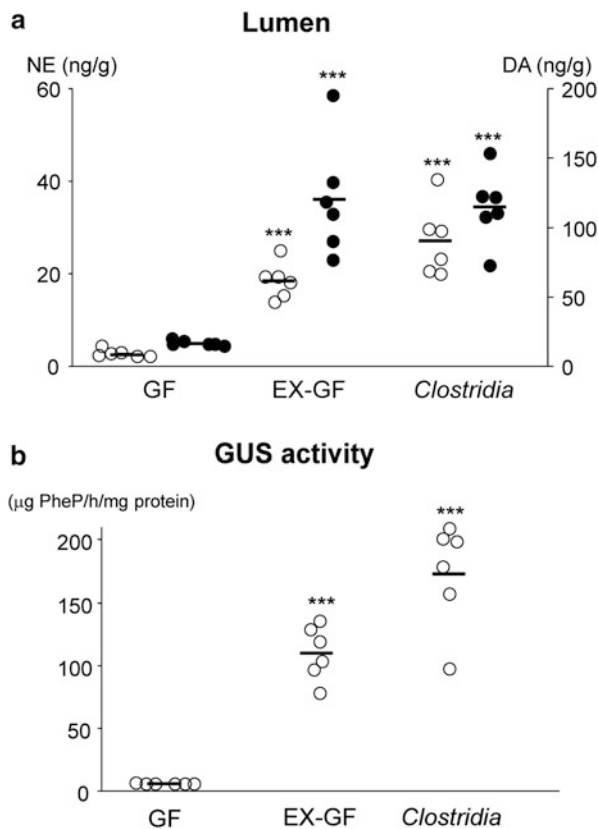 a
Lumen
NE (ng/g)
DA (ng/g)
***
60
200
***
***
150
***
40
100
20
50
0
0
GF
EX-GF
Clostridia
b
GUS activity
(μg PheP/h/mg protein)
***
200
***
150
100
50
0
GF
EX-GF
Clostridia